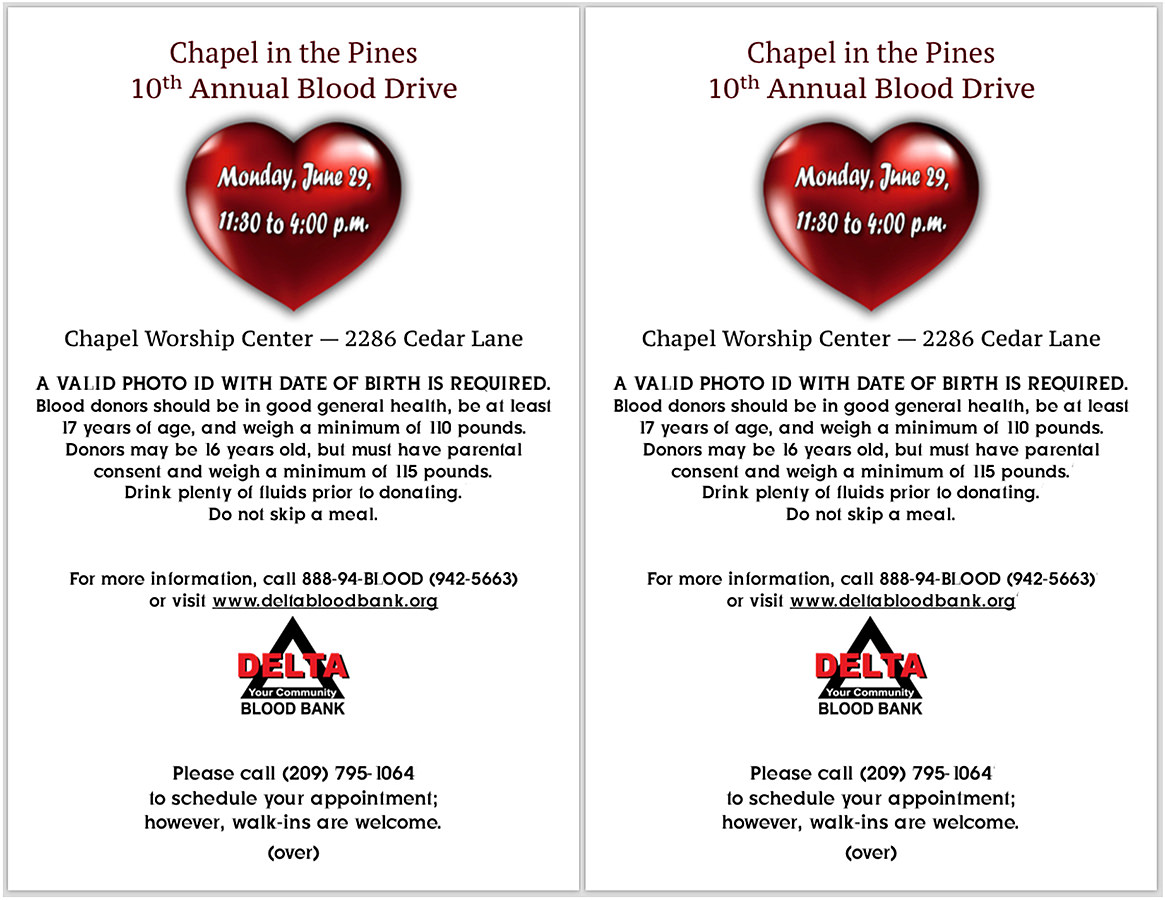 Chapel in the Pines
10th Annual Blood Drive
Monday, June 29,
11:30 to 4:00 p.m.
Chapel Worship Center — 2286 Cedar Lane
A VALID PHOTO ID WITH DATE OF BIRTH IS REQUIRED.
Blood donors should be in good general health, be at least
17 years of age, and weigh a minimum of 110 pounds.
Donors may be 16 years old, but must have parental
consent and weigh a minimum of 115 pounds.
Drink plenty of fluids prior to donating.
Do not skip a meal.
For more information, call 888-94-BLOOD (942-5663)
or visit www.deltabloodbank.org
DELTA
Your Community
BLOOD BANK
Please call (209) 795-1064
to schedule your appointment;
however, walk-ins are welcome.
(over)
Chapel in the Pines
10th Annual Blood Drive
Monday, June 29,
11:30 to 4:00 p.m.
Chapel Worship Center — 2286 Cedar Lane
A VALID PHOTO ID WITH DATE OF BIRTH IS REQUIRED.
Blood donors should be in good general health, be at least
17 years of age, and weigh a minimum of 110 pounds.
Donors may be 16 years old, but must have parental
consent and weigh a minimum of 115 pounds.
Drink plenty of fluids prior to donating.
Do not skip a meal.
For more information, call 888-94-BLOOD (942-5663)
or visit www.deltabloodbank.org
DELTA
Your Community
BLOOD BANK
Please call (209) 795-1064
to schedule your appointment;
however, walk-ins are welcome.
(over)